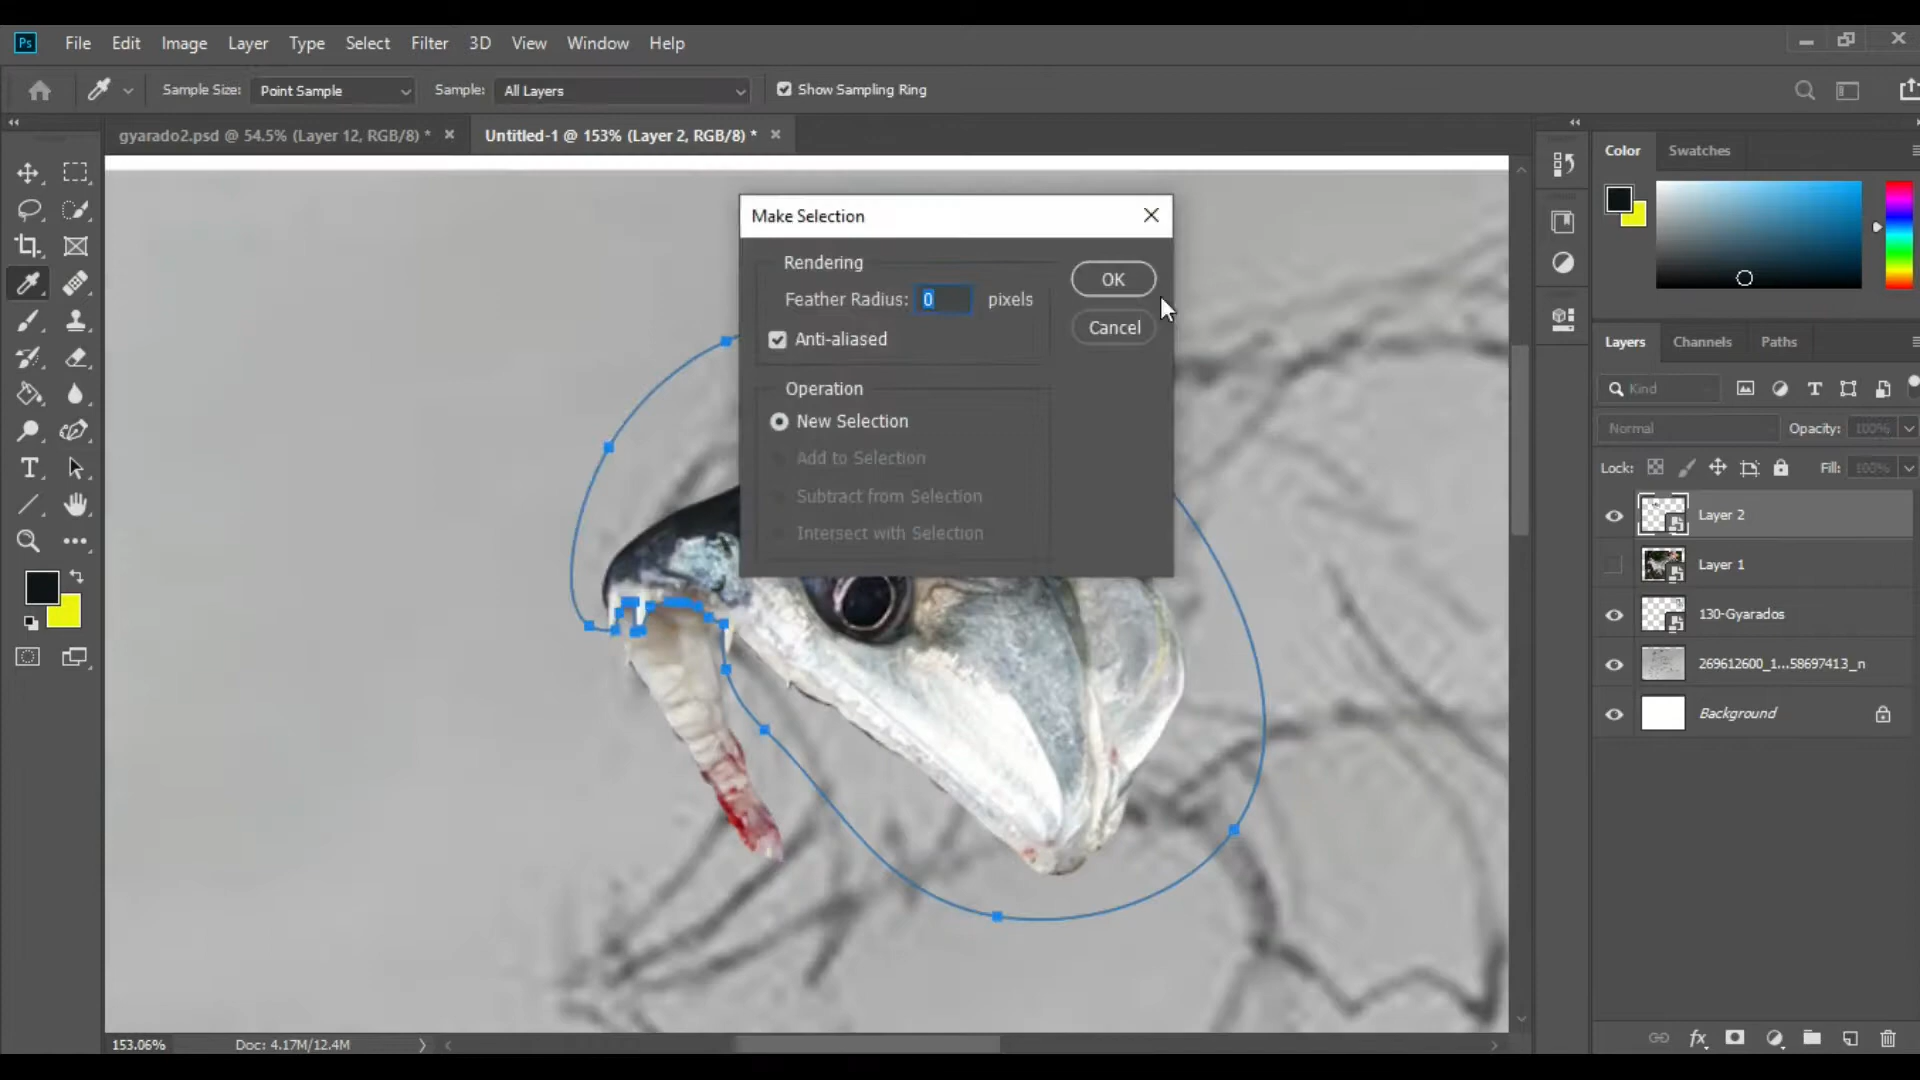 Ps File Edit Image Layer Type Select Filter 3D View Window Help
Sample Size: Point Sample Sample: All Layers Show Sampling Ring
gyarado2.psd @ 54.5% (Layer 12, RGB/8) * Untitled-1 @ 153% (Layer 2, RGB/8) *
Color Swatches
Make Selection
Rendering
Feather Radius: 0 pixels
OK
Anti-aliased
Cancel
Operation
New Selection
Add to Selection
Subtract from Selection
Intersect with Selection
Layers Channels Paths
Kind
Normal Opacity: 100%
Lock: Fill: 100%
Layer 2
Layer 1
130-Gyarados
269612600_1...58697413_n
Background
153.06% Doc: 4.17M/12.4M